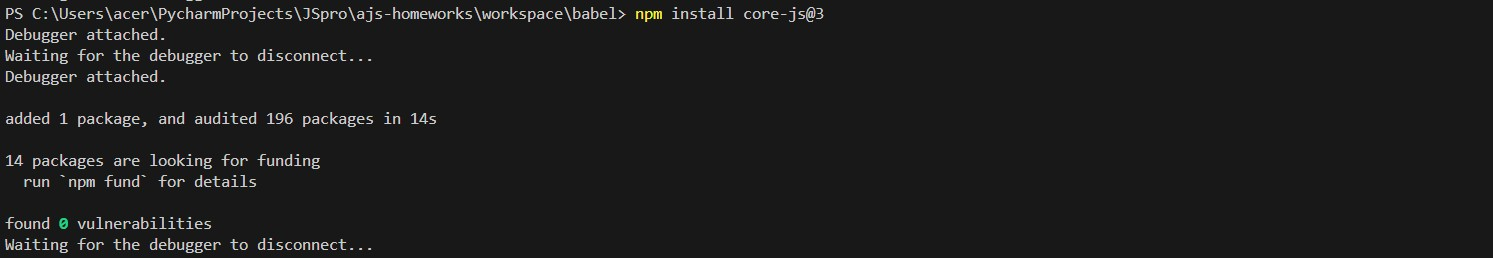 PS C:\Users\acer\PycharmProjects\JSpro\ajs-homeworks\workspace\babel> npm install core-js@3
Debugger attached.
Waiting for the debugger to disconnect...
Debugger attached.
added 1 package, and audited 196 packages in 14s
14 packages are looking for funding
  run `npm fund` for details
found 0 vulnerabilities
Waiting for the debugger to disconnect...